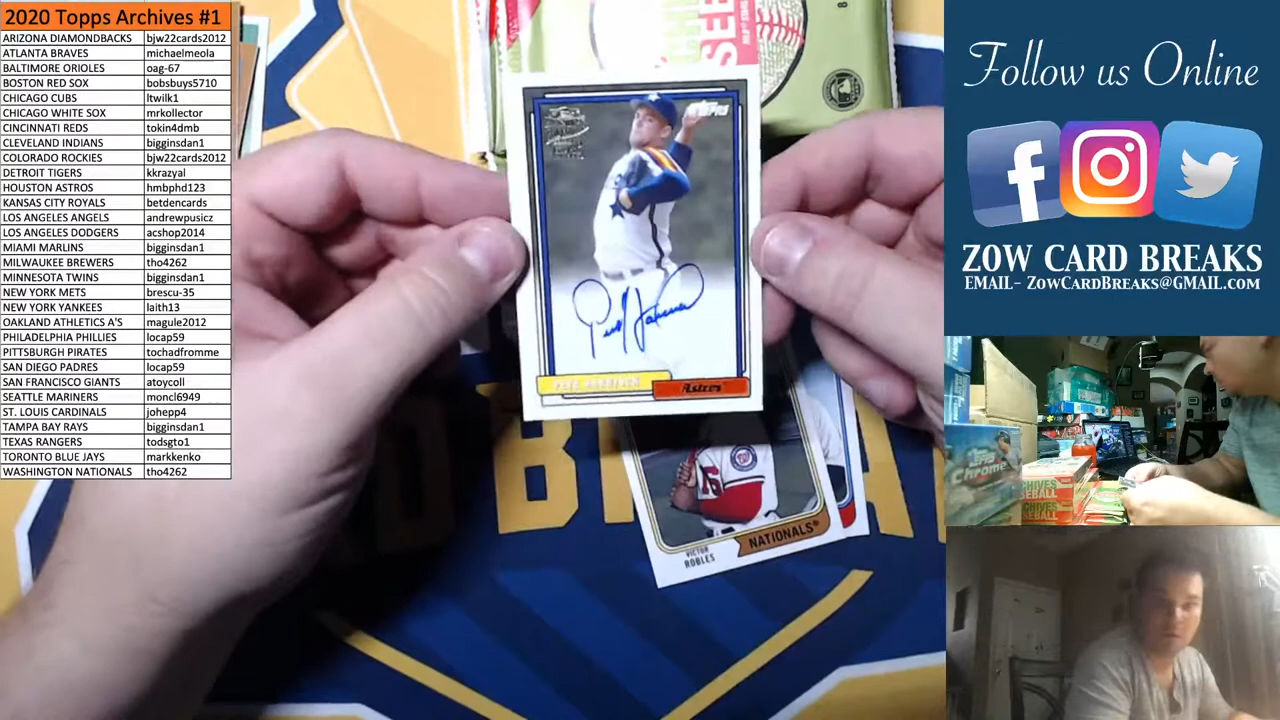 2020 Topps Archives #1
ARIZONA DIAMONDBACKS bjw22cards2012
ATLANTA BRAVES michaelmeola
BALTIMORE ORIOLES oag-67
BOSTON RED SOX bobsbuys5710
CHICAGO CUBS ltwilk1
CHICAGO WHITE SOX mrkollector
CINCINNATI REDS tokin4dmb
CLEVELAND INDIANS bigginsdan1
COLORADO ROCKIES bjw22cards2012
DETROIT TIGERS kkrazyal
HOUSTON ASTROS hmbphd123
KANSAS CITY ROYALS betdencards
LOS ANGELES ANGELS andrewpusicz
LOS ANGELES DODGERS acshop2014
MIAMI MARLINS bigginsdan1
MILWAUKEE BREWERS tho4262
MINNESOTA TWINS bigginsdan1
NEW YORK METS brescu-35
NEW YORK YANKEES laith13
OAKLAND ATHLETICS A'S magule2012
PHILADELPHIA PHILLIES locap59
PITTSBURGH PIRATES tochadfromme
SAN DIEGO PADRES locap59
SAN FRANCISCO GIANTS atoycoll
SEATTLE MARINERS moncl6949
ST. LOUIS CARDINALS johepp4
TAMPA BAY RAYS bigginsdan1
TEXAS RANGERS todsgto1
TORONTO BLUE JAYS markkenko
WASHINGTON NATIONALS tho4262
Astros
VICTOR
ROBLES
NATIONALS
Follow us Online
ZOW CARD BREAKS
EMAIL- ZOWCARDBREAKS@GMAIL.COM
Topps
Chrome